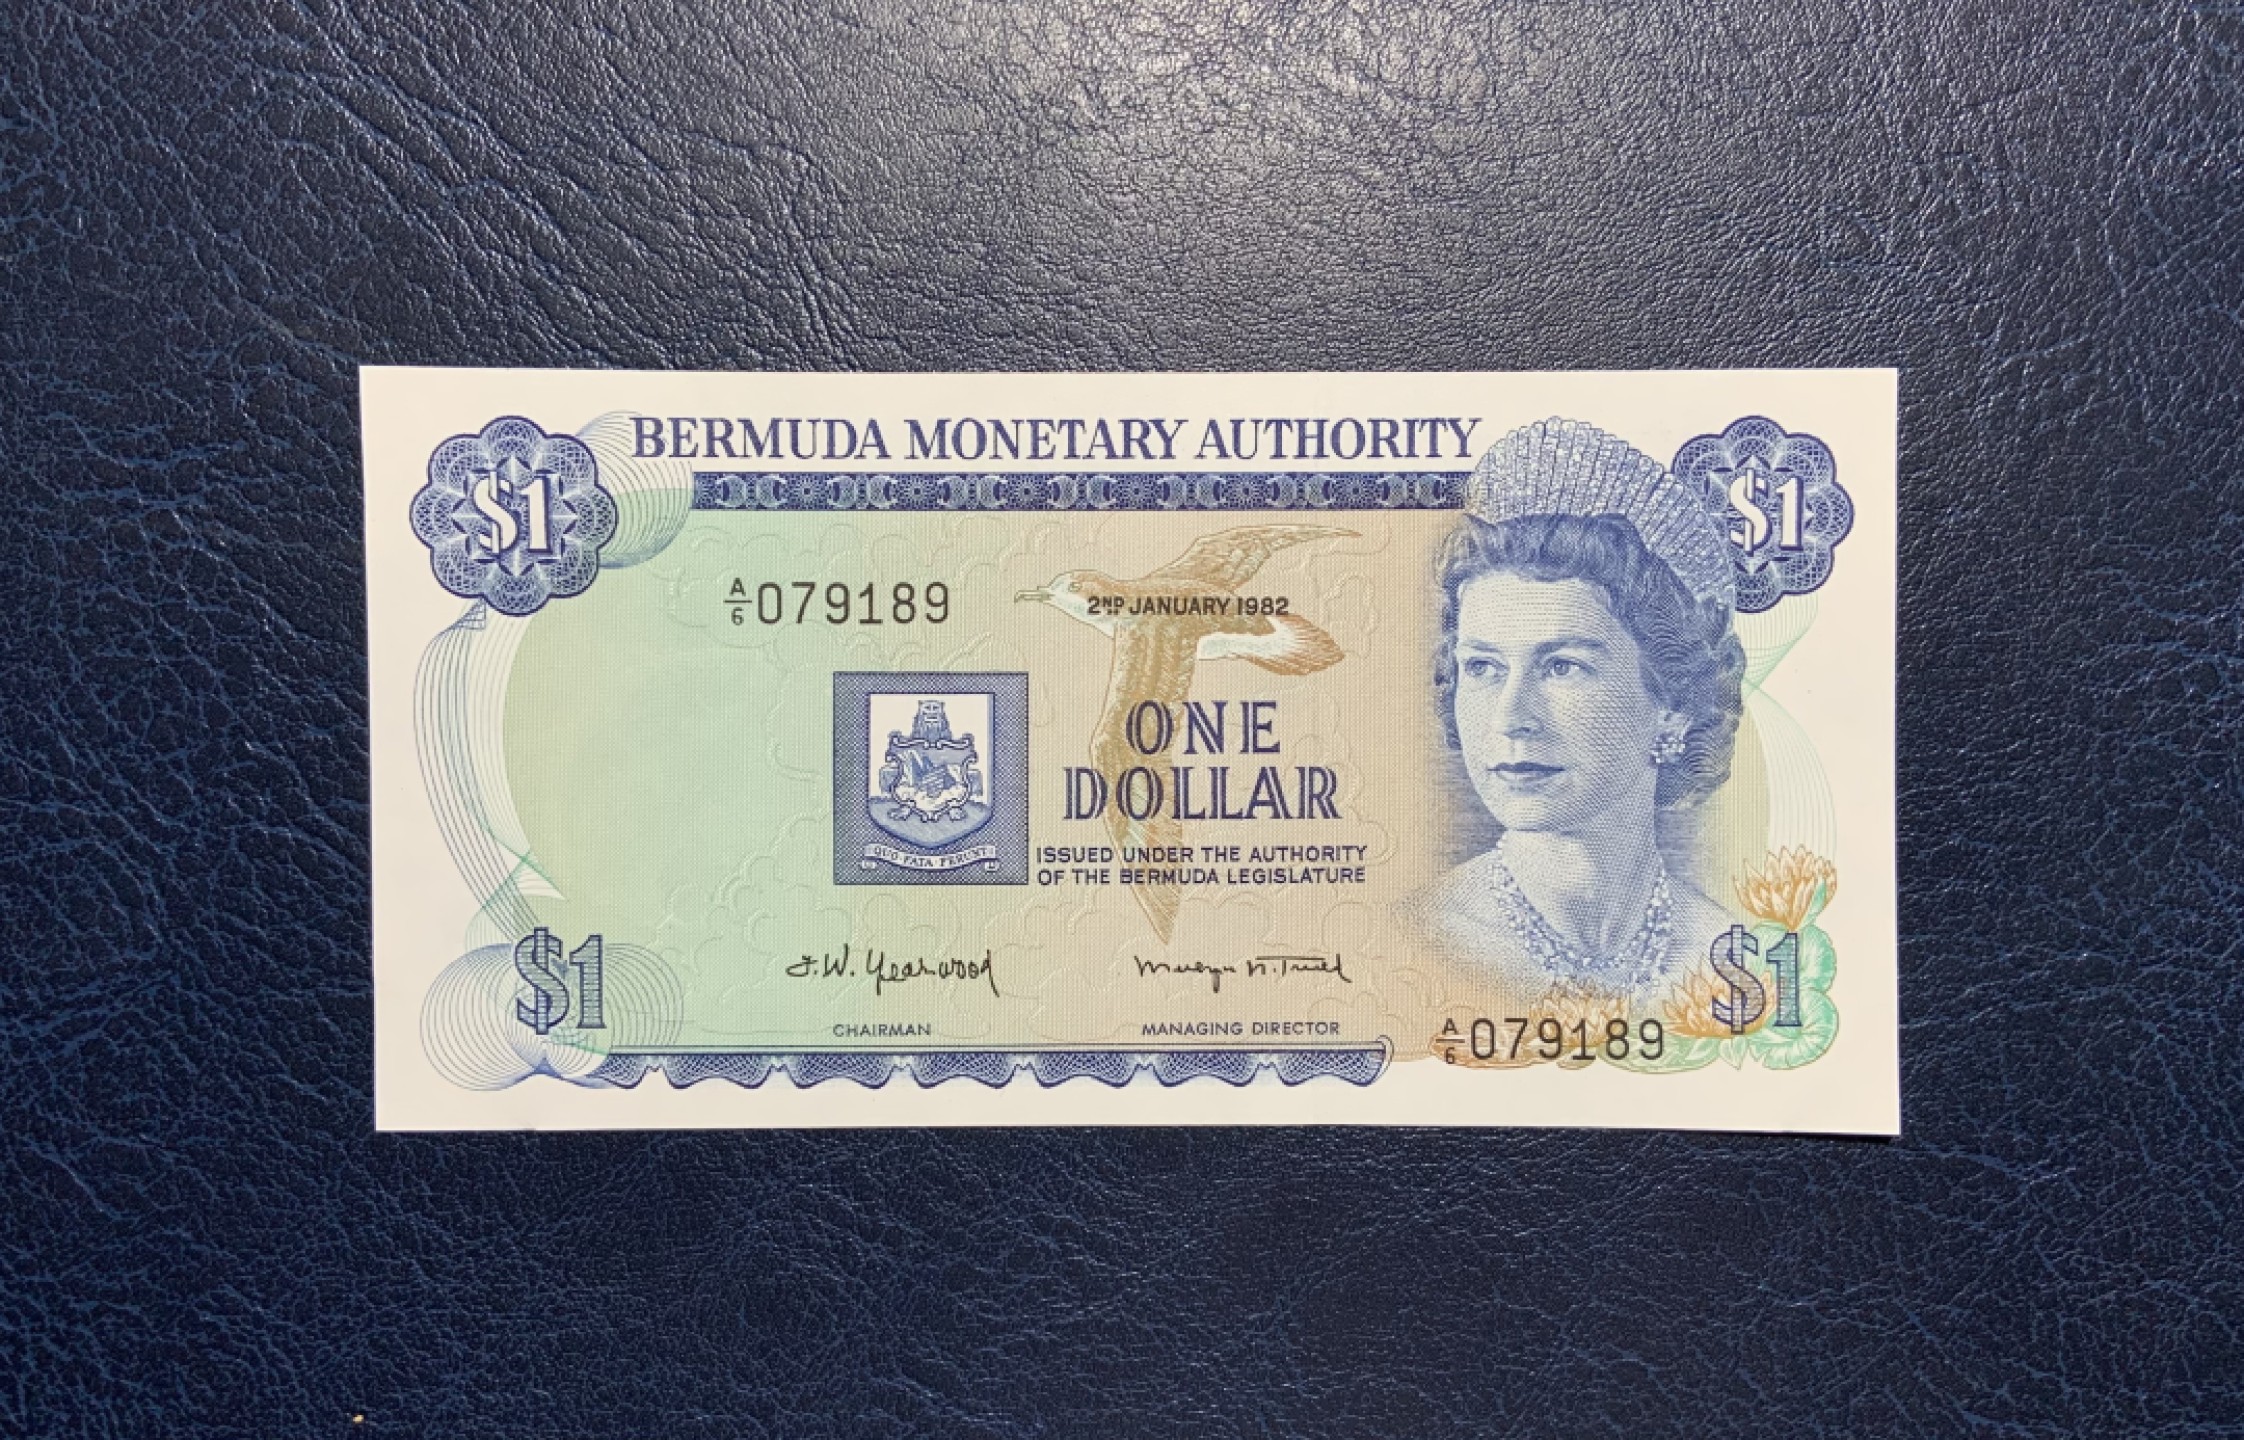 BERMUDA MONETARY AUTHORITY
$1
$1
A/6 079189
2ND JANUARY 1982
ONE
DOLLAR
QUO FATA FERUNT
ISSUED UNDER THE AUTHORITY
OF THE BERMUDA LEGISLATURE
J.W. Yearwood
CHAIRMAN
MANAGING DIRECTOR
$1
$1
A/6 079189